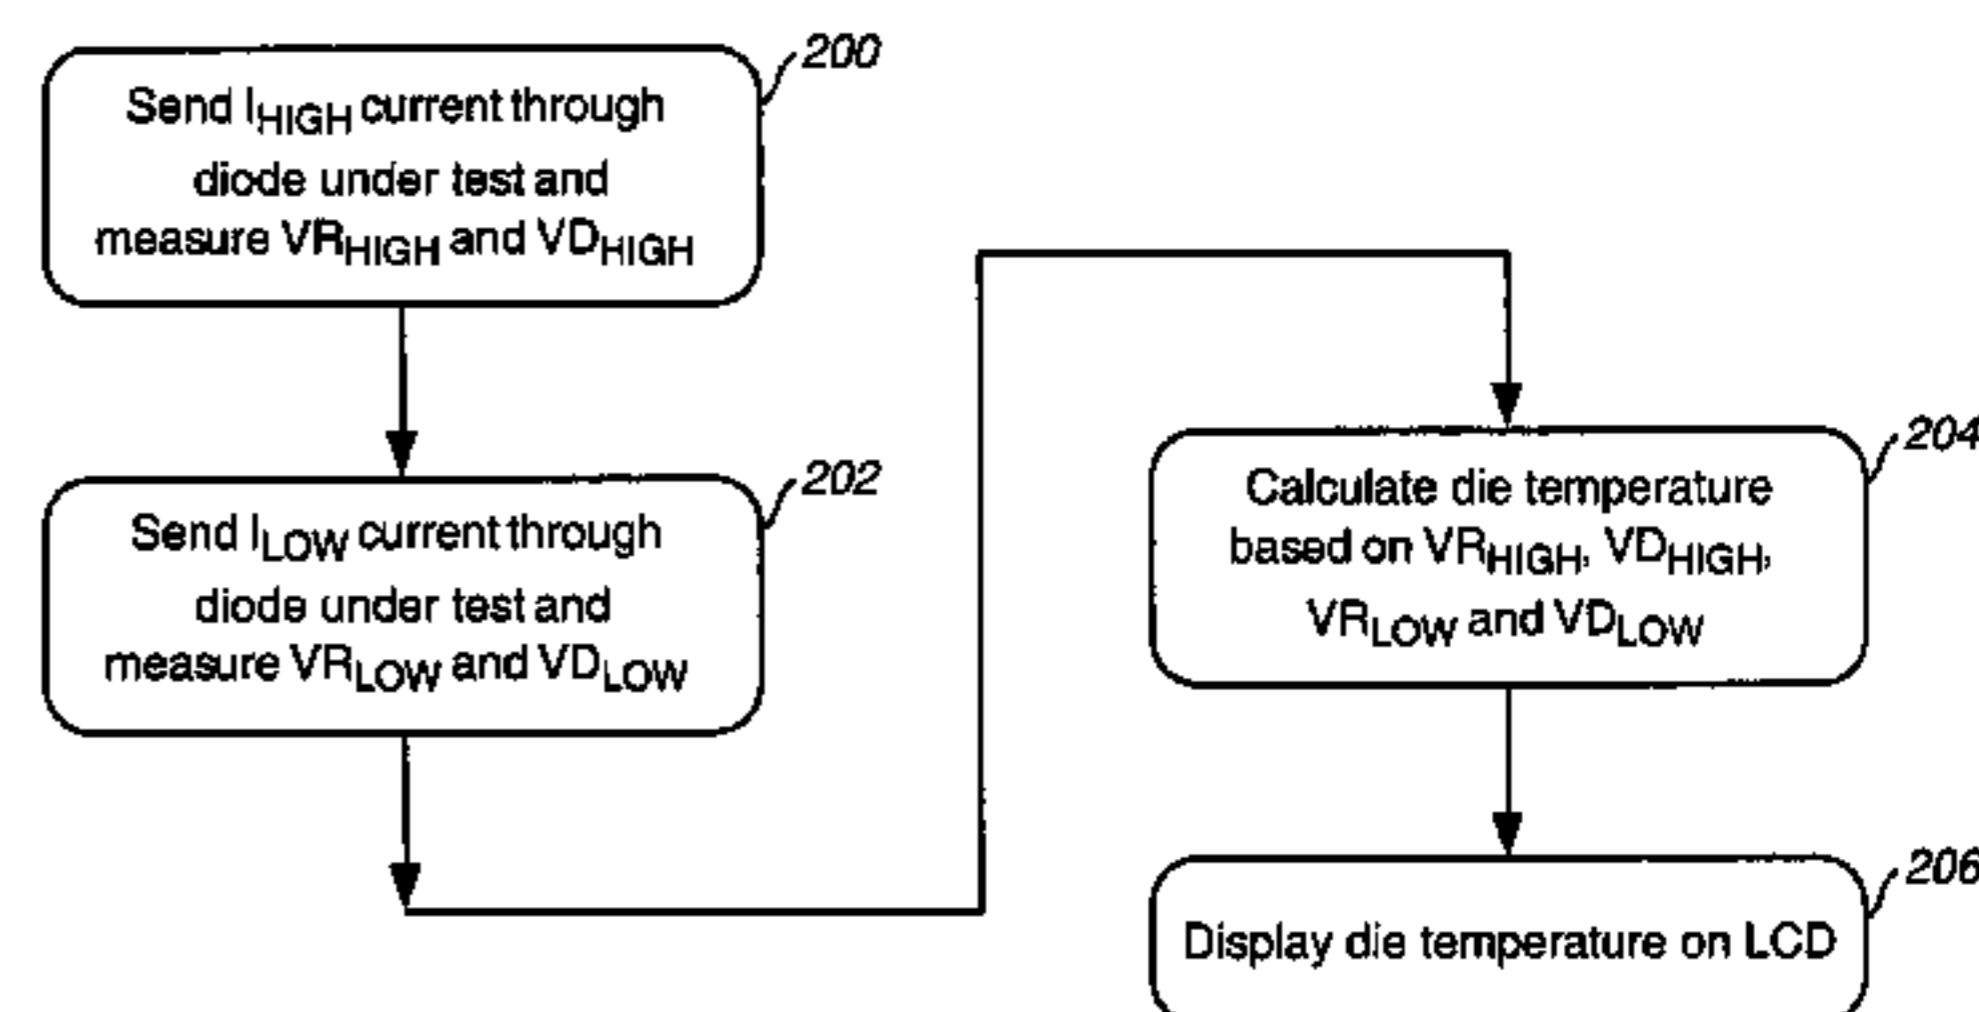 200
Send IHIGH current through
diode under test and
measure VRHIGH and VDHIGH
202
Send ILOW current through
diode under test and
measure VRLOW and VDLOW
204
Calculate die temperature
based on VRHIGH, VDHIGH,
VRLOW and VDLOW
206
Display die temperature on LCD